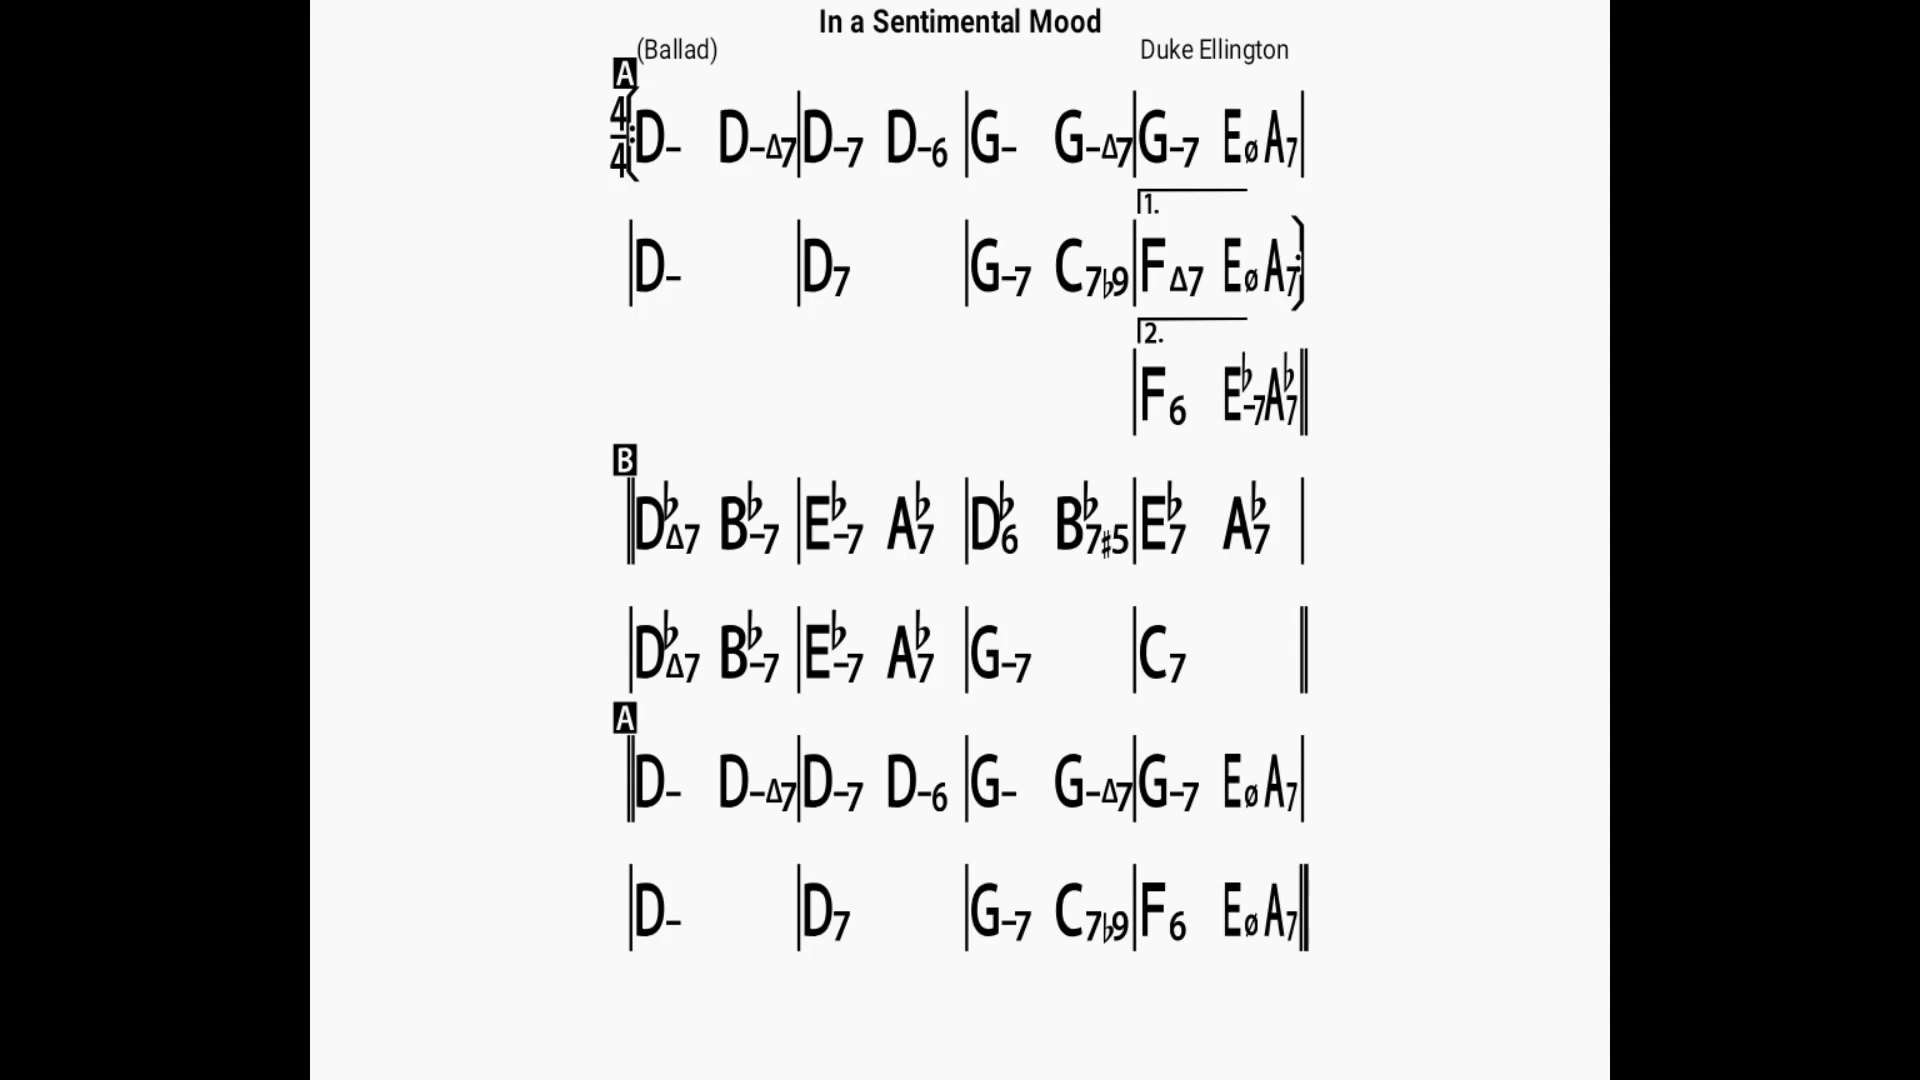 In a Sentimental Mood
(Ballad) Duke Ellington
A
4/4 D– D–Δ7 | D–7 D–6 | G– G–Δ7 | G–7 Eø A7 |
1.
| D– | D7 | G–7 C7♭9 | F Δ7 Eø A7
2.
| F6 E♭–7 A♭7 ||
B
|| D♭Δ7 B♭–7 | E♭–7 A♭7 | D♭6 B♭7♯5 | E♭7 A♭7 |
| D♭Δ7 B♭–7 | E♭–7 A♭7 | G–7 | C7 ||
A
|| D– D–Δ7 | D–7 D–6 | G– G–Δ7 | G–7 Eø A7 |
| D– | D7 | G–7 C7♭9 | F6 Eø A7 ||